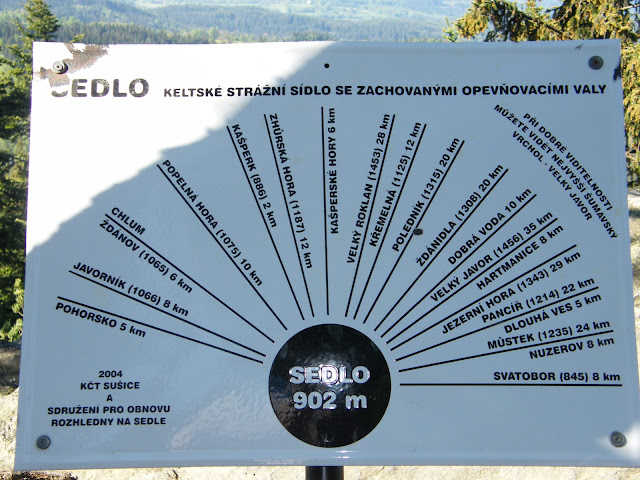 SEDLO KELTSKÉ STRÁŽNÍ SÍDLO SE ZACHOVANÝMI OPEVŇOVACÍMI VALY
POHORSKO 5 km
JAVORNÍK (1066) 8 km
CHLUM
ŽDÁNOV (1065) 6 km
POPELNÁ HORA (1075) 10 km
KAŠPERK (886) 2 km
ZHŮRSKÁ HORA (1187) 12 km
KAŠPERSKÉ HORY 6 km
VELKÝ ROKLAN (1453) 28 km
KŘEMELNÁ (1125) 12 km
POLEDNÍK (1315) 20 km
ŽDÁNIDLA (1308) 20 km
DOBRÁ VODA 10 km
VELKÝ JAVOR (1456) 35 km
HARTMANICE 8 km
JEZERNÍ HORA (1343) 29 km
PANCÍŘ (1214) 22 km
DLOUHÁ VES 5 km
MŮSTEK (1235) 24 km
NUZEROV 8 km
SVATOBOR (845) 8 km
PŘI DOBRÉ VIDITELNOSTI
MŮŽETE VIDĚT NEJVYŠŠÍ ŠUMAVSKÝ
VRCHOL - VELKÝ JAVOR
SEDLO
902 m
2004
KČT SUŠICE
A
SDRUŽENÍ PRO OBNOVU
ROZHLEDNY NA SEDLE